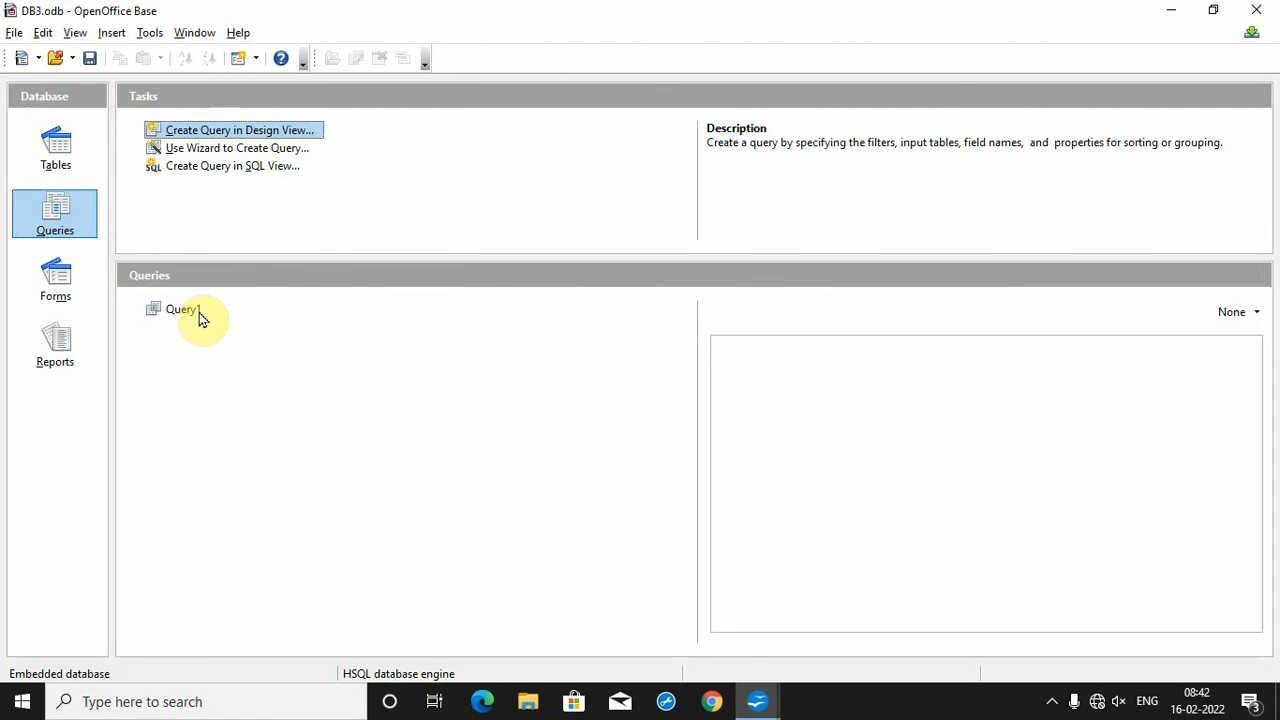 DB3.odb - OpenOffice Base
File Edit View Insert Tools Window Help
Database
Tables
Queries
Forms
Reports
Tasks
Create Query in Design View...
Use Wizard to Create Query...
SQL Create Query in SQL View...
Description
Create a query by specifying the filters, input tables, field names, and properties for sorting or grouping.
Queries
Query1
None
Embedded database
HSQL database engine
Type here to search
ENG
08:42
16-02-2022
3